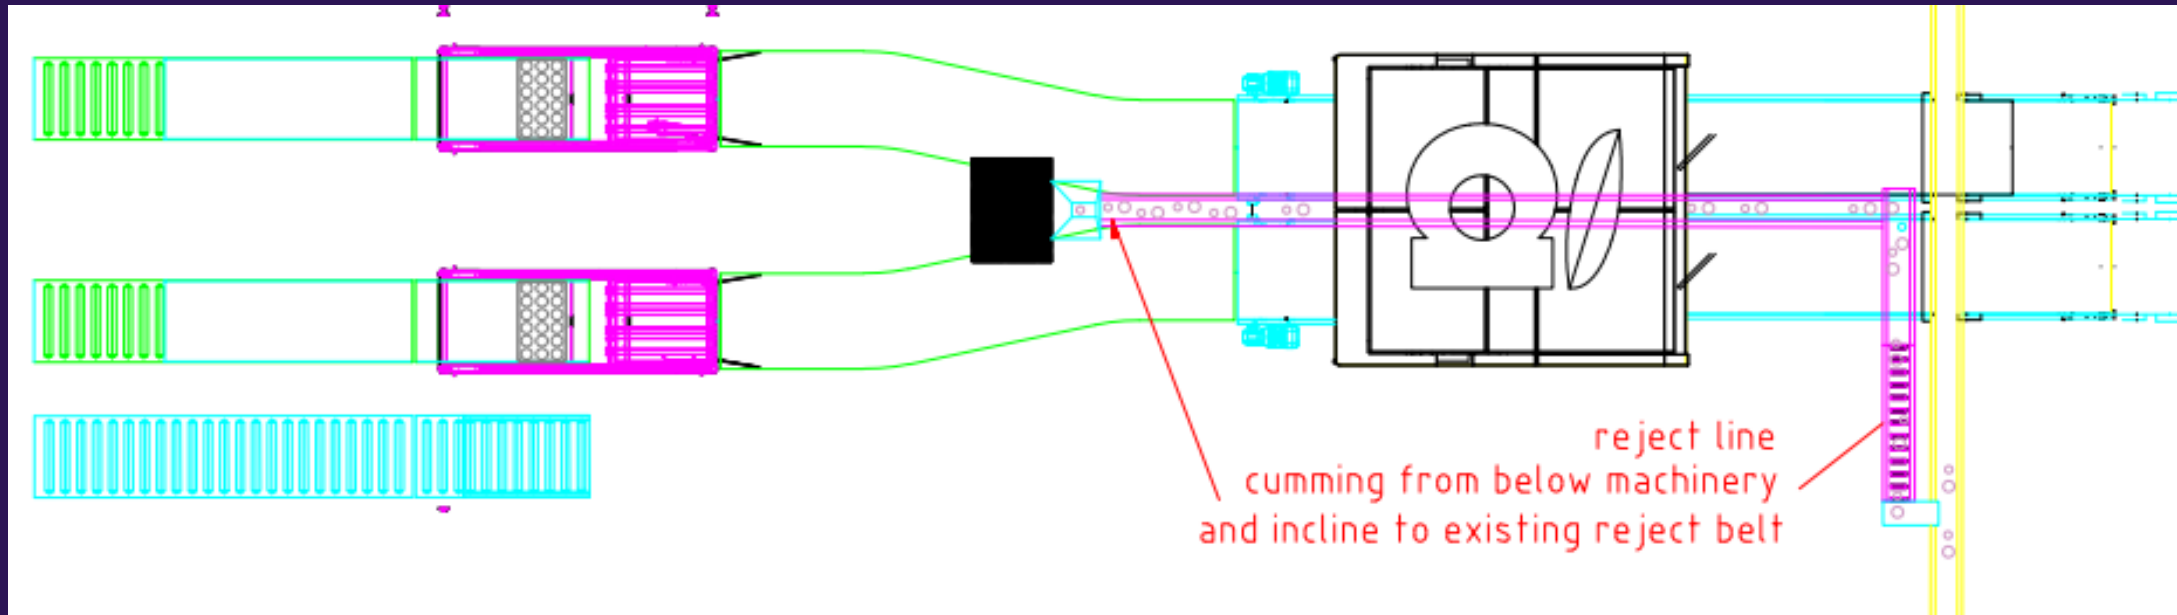 reject line
cumming from below machinery
and incline to existing reject belt